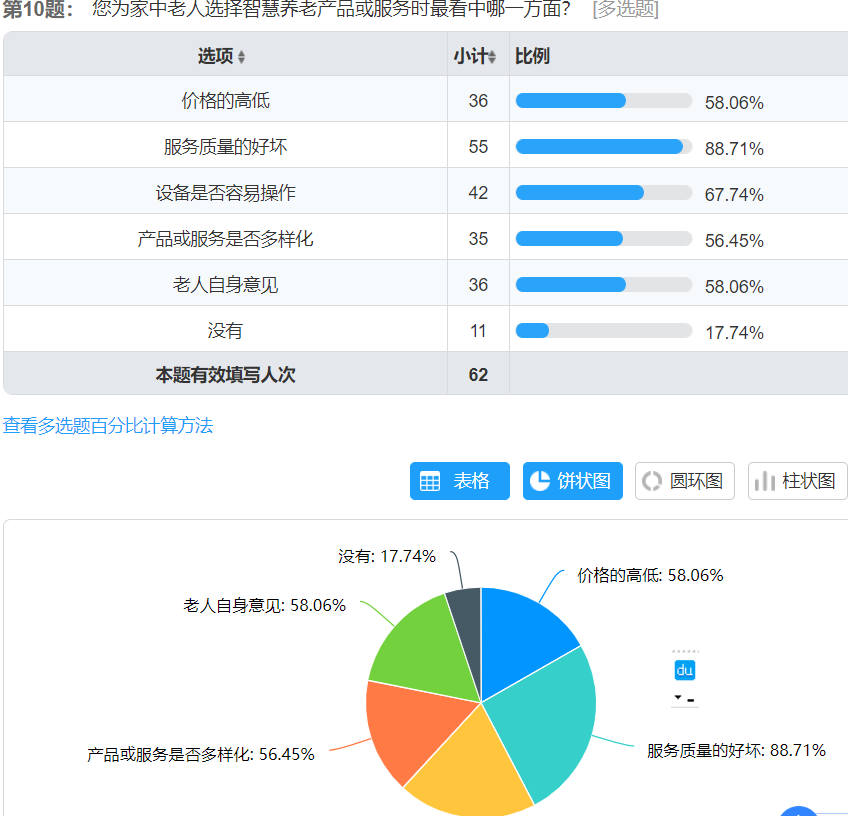 第10题： 您为家中老人选择智慧养老产品或服务时最看中哪一方面？ [多选题]
选项 小计 比例
价格的高低 36 58.06%
服务质量的好坏 55 88.71%
设备是否容易操作 42 67.74%
产品或服务是否多样化 35 56.45%
老人自身意见 36 58.06%
没有 11 17.74%
本题有效填写人次 62
查看多选题百分比计算方法
表格 饼状图 圆环图 柱状图
没有: 17.74%
价格的高低: 58.06%
老人自身意见: 58.06%
du
服务质量的好坏: 88.71%
产品或服务是否多样化: 56.45%